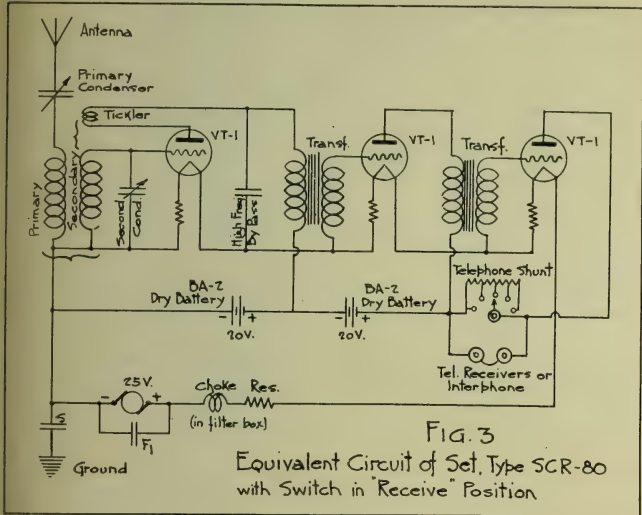 Antenna
Primary
Condenser
Tickler
VT-1
Transf.
VT-1
Transf.
VT-1
Primary
Secondary
Second
Cond.
High Freq.
By Pass
BA-2
Dry Battery
- +
20V.
BA-2
Dry Battery
- +
20V.
Telephone Shunt
Tel. Receivers or
Interphone
25V.
- +
F1
Choke
(in filter box)
Res.
S
Ground
FIG. 3
Equivalent Circuit of Set, Type SCR-80
with Switch in "Receive" Position